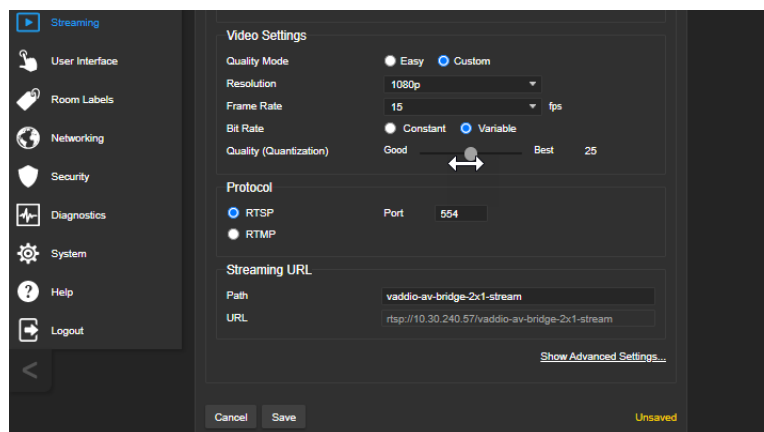 Streaming
User Interface
Room Labels
Networking
Security
Diagnostics
System
Help
Logout
<
Video Settings
Quality Mode Easy Custom
Resolution 1080p
Frame Rate 15 fps
Bit Rate Constant Variable
Quality (Quantization) Good Best 25
Protocol
RTSP Port 554
RTMP
Streaming URL
Path vaddio-av-bridge-2x1-stream
URL rtsp://10.30.240.57/vaddio-av-bridge-2x1-stream
Show Advanced Settings...
Cancel Save Unsaved